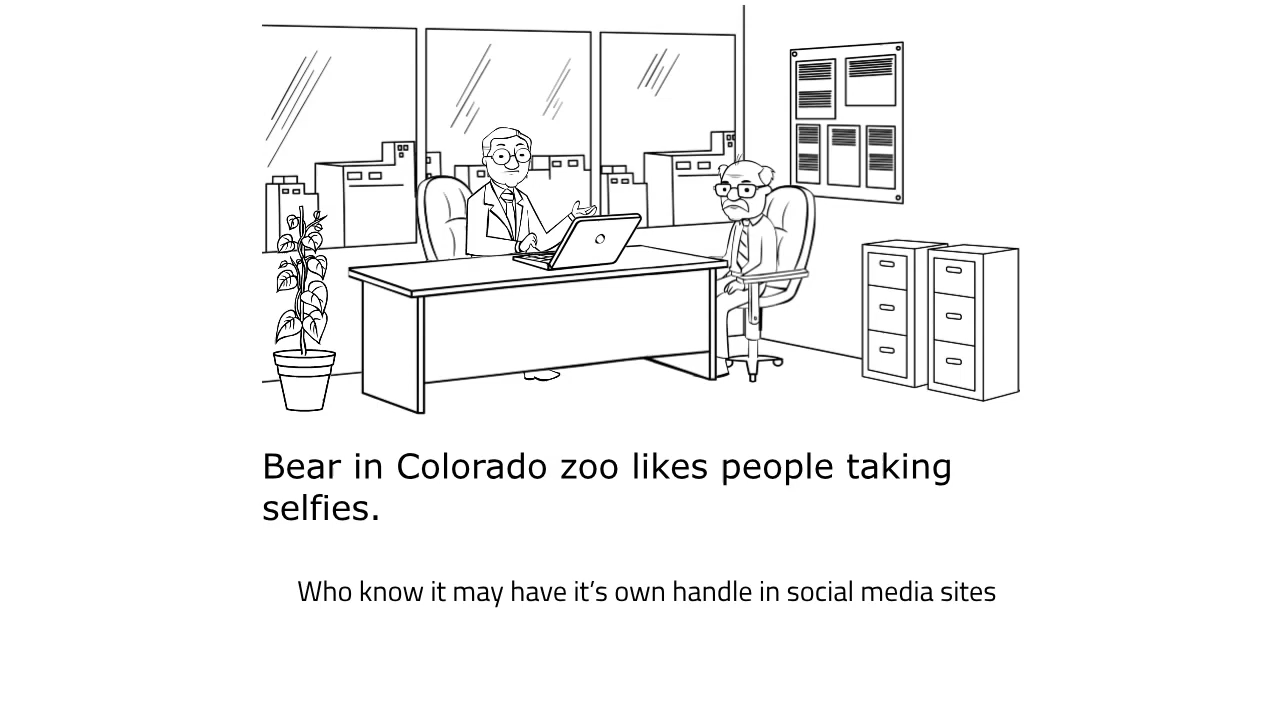 Bear in Colorado zoo likes people taking
selfies.
Who know it may have it’s own handle in social media sites